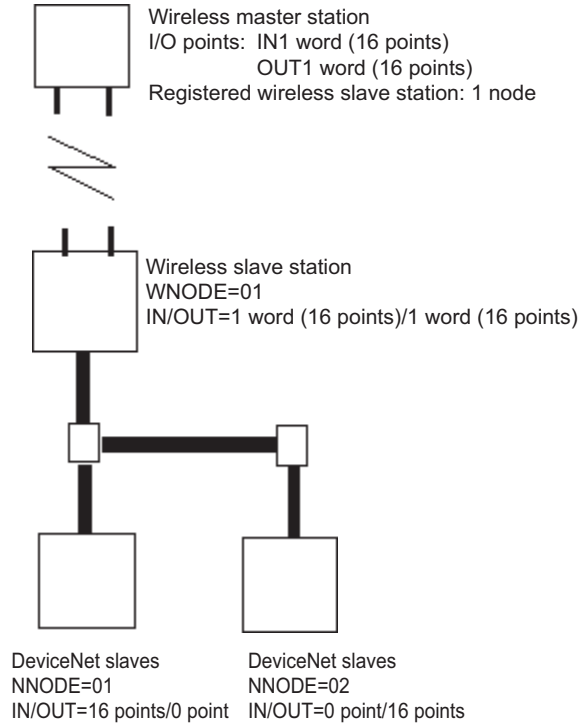 Wireless master station
I/O points: IN1 word (16 points)
OUT1 word (16 points)
Registered wireless slave station: 1 node
Wireless slave station
WNODE=01
IN/OUT=1 word (16 points)/1 word (16 points)
DeviceNet slaves
NNODE=01
IN/OUT=16 points/0 point
DeviceNet slaves
NNODE=02
IN/OUT=0 point/16 points